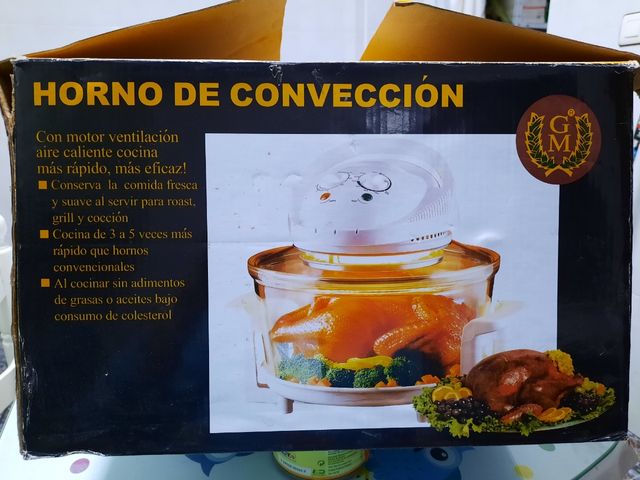 HORNO DE CONVECCIÓN
GM
®
Con motor ventilación
aire caliente cocina
más rápido, más eficaz!
Conserva la comida fresca
y suave al servir para roast,
grill y cocción
Cocina de 3 a 5 veces más
rápido que hornos
convencionales
Al cocinar sin adimentos
de grasas o aceites bajo
consumo de colesterol